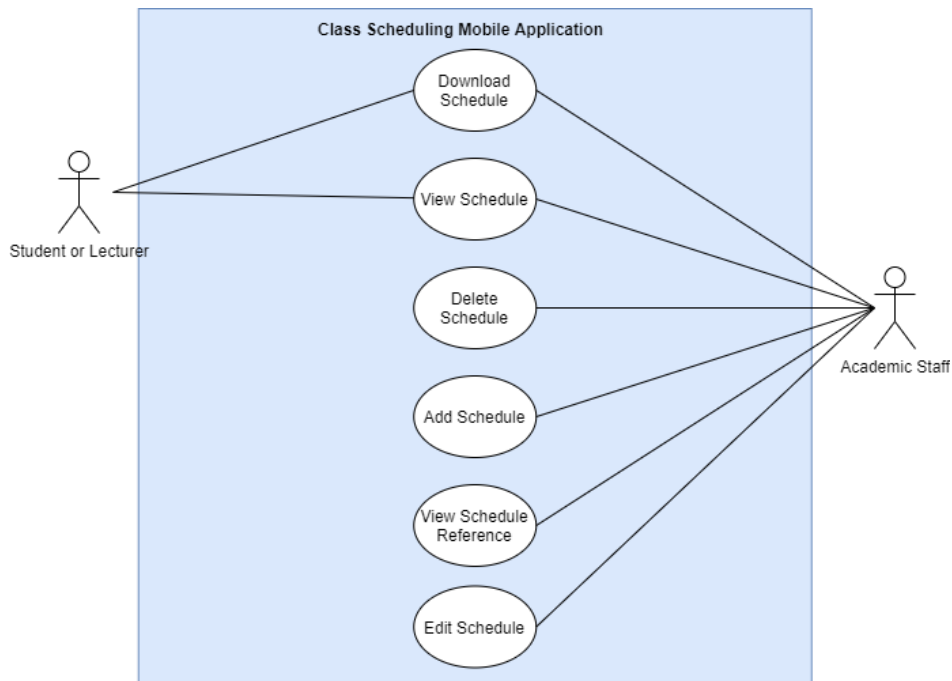 Class Scheduling Mobile Application
Download
Schedule
View Schedule
Student or Lecturer
Delete
Schedule
Academic Staff
Add Schedule
View Schedule
Reference
Edit Schedule